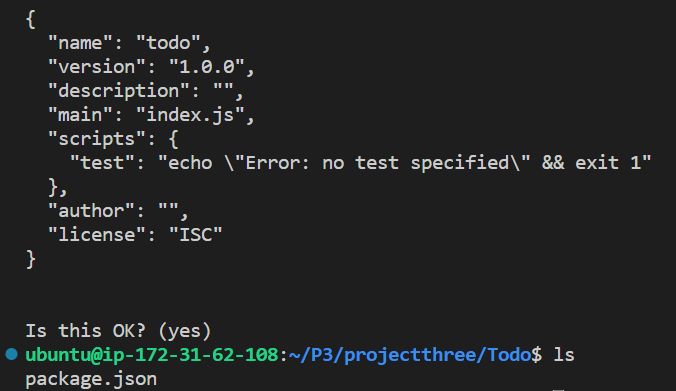 {
  "name": "todo",
  "version": "1.0.0",
  "description": "",
  "main": "index.js",
  "scripts": {
    "test": "echo \"Error: no test specified\" && exit 1"
  },
  "author": "",
  "license": "ISC"
}
Is this OK? (yes)
ubuntu@ip-172-31-62-108:~/P3/projectthree/Todo$ ls
package.json